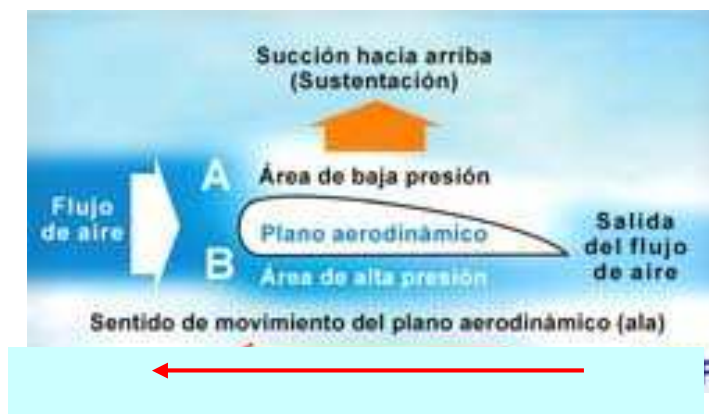 Succión hacia arriba
(Sustentación)
A
Área de baja presión
Flujo
de aire
Plano aerodinámico
Salida
del flujo
de aire
B
Área de alta presión
Sentido de movimiento del plano aerodinámico (ala)